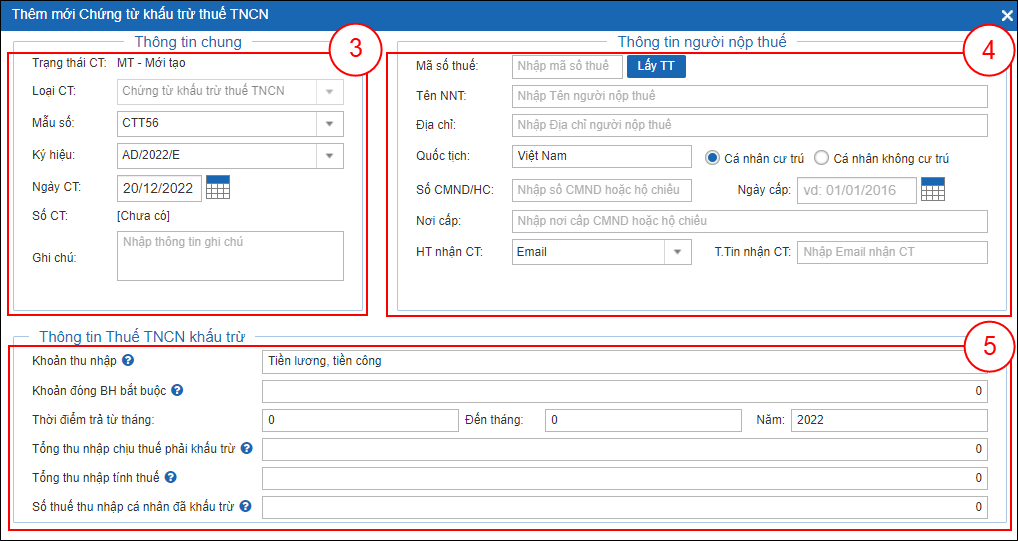 Thêm mới Chứng từ khấu trừ thuế TNCN
Thông tin chung
3
Trạng thái CT: MT - Mới tạo
Loại CT: Chứng từ khấu trừ thuế TNCN
Mẫu số: CTT56
Ký hiệu: AD/2022/E
Ngày CT: 20/12/2022
Số CT: [Chưa có]
Ghi chú: Nhập thông tin ghi chú
Thông tin người nộp thuế
4
Mã số thuế: Nhập mã số thuế Lấy TT
Tên NNT: Nhập Tên người nộp thuế
Địa chỉ: Nhập Địa chỉ người nộp thuế
Quốc tịch: Việt Nam Cá nhân cư trú Cá nhân không cư trú
Số CMND/HC: Nhập số CMND hoặc hộ chiếu Ngày cấp: vd: 01/01/2016
Nơi cấp: Nhập nơi cấp CMND hoặc hộ chiếu
HT nhận CT: Email T.Tin nhận CT: Nhập Email nhận CT
Thông tin Thuế TNCN khấu trừ
5
Khoản thu nhập ? Tiền lương, tiền công
Khoản đóng BH bắt buộc ? 0
Thời điểm trả từ tháng: 0 Đến tháng: 0 Năm: 2022
Tổng thu nhập chịu thuế phải khấu trừ ? 0
Tổng thu nhập tính thuế ? 0
Số thuế thu nhập cá nhân đã khấu trừ ? 0